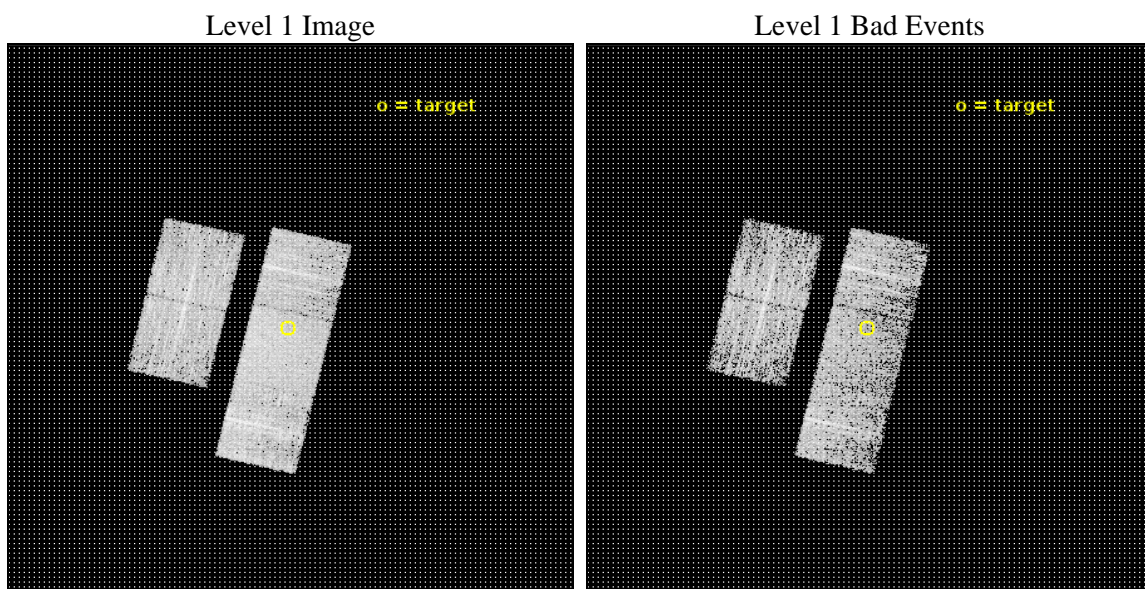 Level 1 Image
Level 1 Bad Events
o = target
o = target